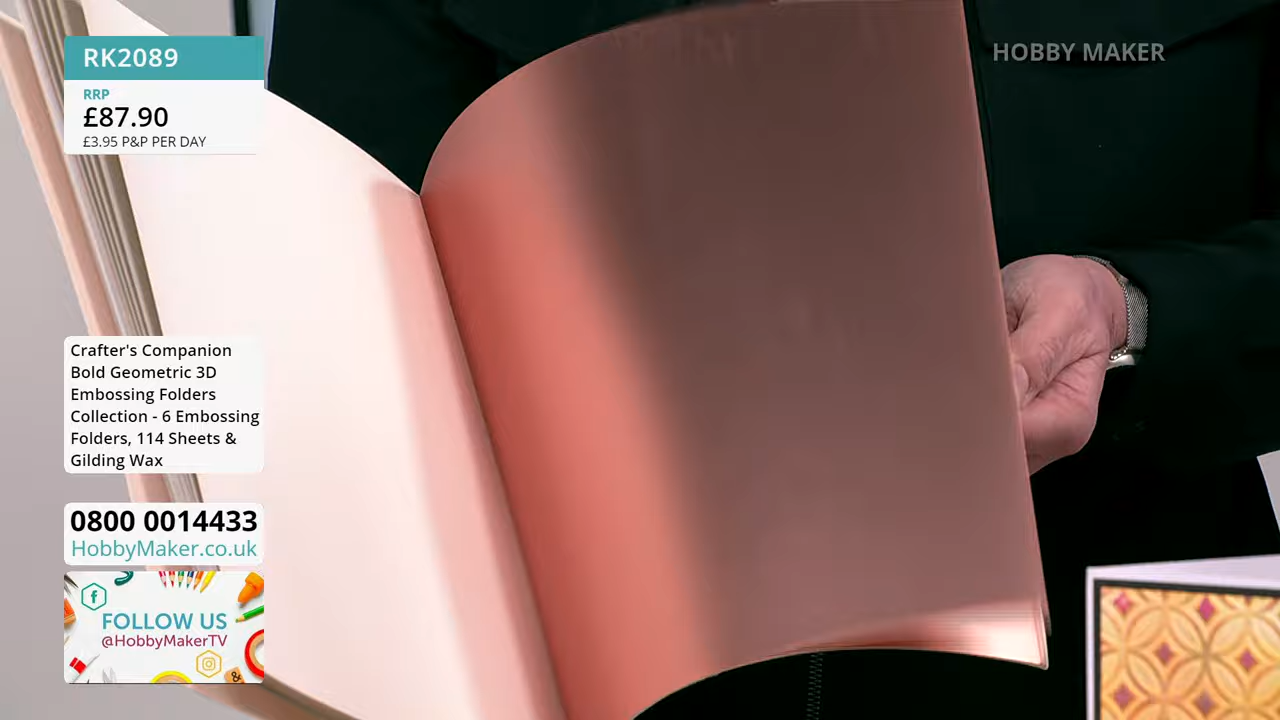 RK2089
RRP
£87.90
£3.95 P&P PER DAY
HOBBY MAKER
Crafter's Companion
Bold Geometric 3D
Embossing Folders
Collection - 6 Embossing
Folders, 114 Sheets &
Gilding Wax
0800 0014433
HobbyMaker.co.uk
FOLLOW US
@HobbyMakerTV